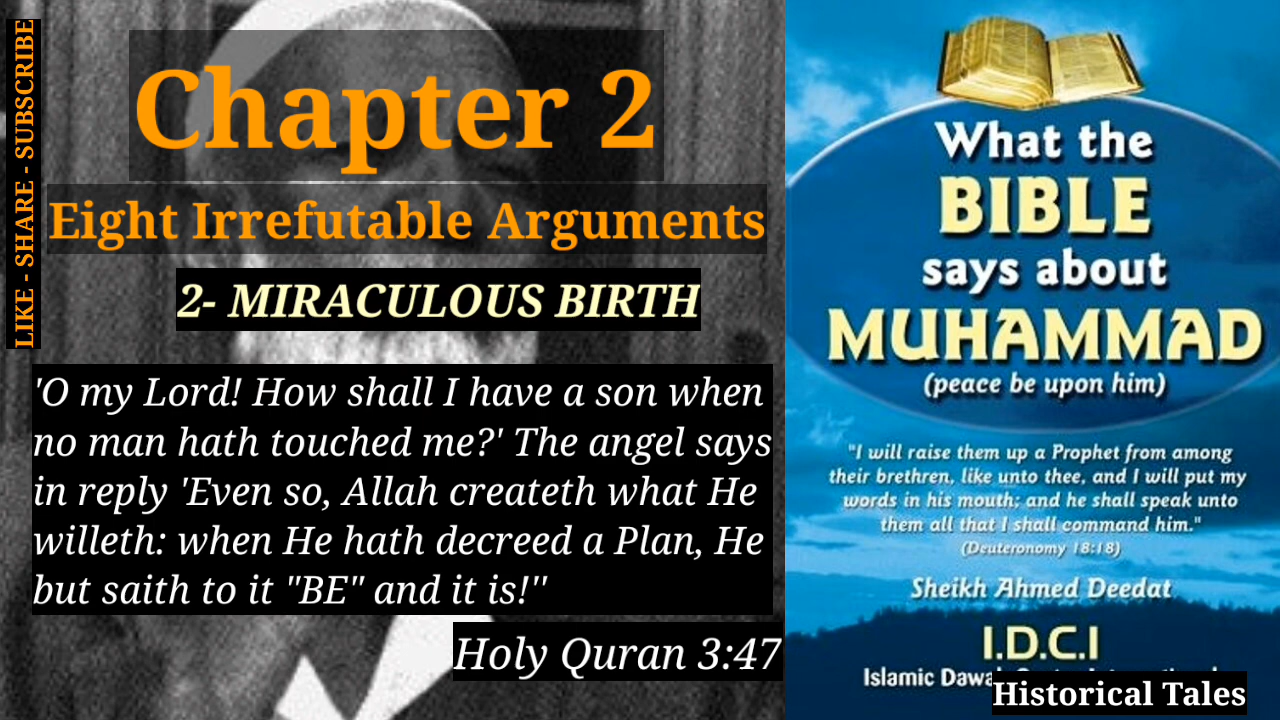 LIKE - SHARE - SUBSCRIBE
Chapter 2
Eight Irrefutable Arguments
2- MIRACULOUS BIRTH
'O my Lord! How shall I have a son when
no man hath touched me?' The angel says
in reply 'Even so, Allah createth what He
willeth: when He hath decreed a Plan, He
but saith to it "BE" and it is!''
Holy Quran 3:47
What the
BIBLE
says about
MUHAMMAD
(peace be upon him)
"I will raise them up a Prophet from among
their brethren, like unto thee, and I will put my
words in his mouth; and he shall speak unto
them all that I shall command him."
(Deuteronomy 18:18)
Sheikh Ahmed Deedat
I.D.C.I
Islamic
Historical Tales